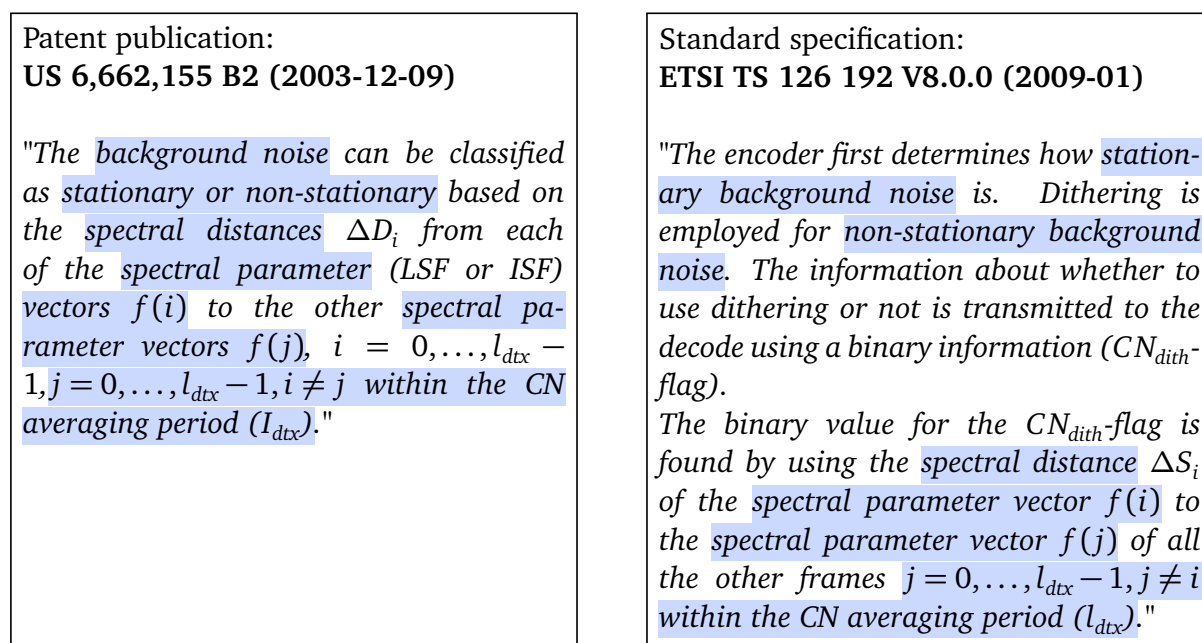 Patent publication:
US 6,662,155 B2 (2003-12-09)
"The background noise can be classified
as stationary or non-stationary based on
the spectral distances ΔD_i from each
of the spectral parameter (LSF or ISF)
vectors f(i) to the other spectral pa-
rameter vectors f(j), i = 0,…,l_dtx −
1,j = 0,…,l_dtx − 1,i ≠ j within the CN
averaging period (I_dtx)."
Standard specification:
ETSI TS 126 192 V8.0.0 (2009-01)
"The encoder first determines how station-
ary background noise is. Dithering is
employed for non-stationary background
noise. The information about whether to
use dithering or not is transmitted to the
decode using a binary information (CN_dith-
flag).
The binary value for the CN_dith-flag is
found by using the spectral distance ΔS_i
of the spectral parameter vector f(i) to
the spectral parameter vector f(j) of all
the other frames j = 0,…,l_dtx − 1,j ≠ i
within the CN averaging period (l_dtx)."